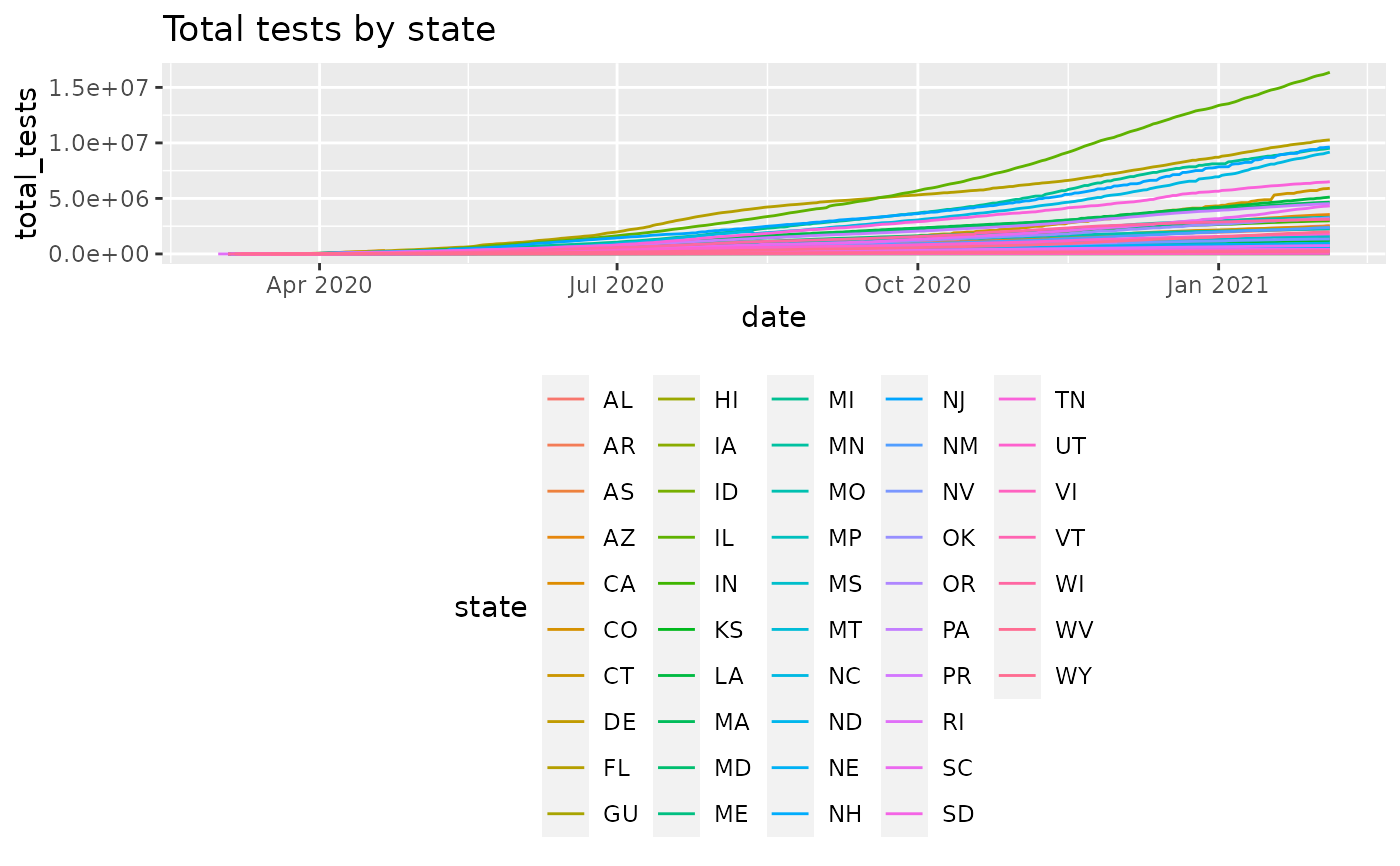 Total tests by state
total_tests
1.5e+07
1.0e+07
5.0e+06
0.0e+00
Apr 2020 Jul 2020 Oct 2020 Jan 2021
date
state
AL HI MI NJ TN
AR IA MN NM UT
AS ID MO NV VI
AZ IL MP OK VT
CA IN MS OR WI
CO KS MT PA WV
CT LA NC PR WY
DE MA ND RI
FL MD NE SC
GU ME NH SD